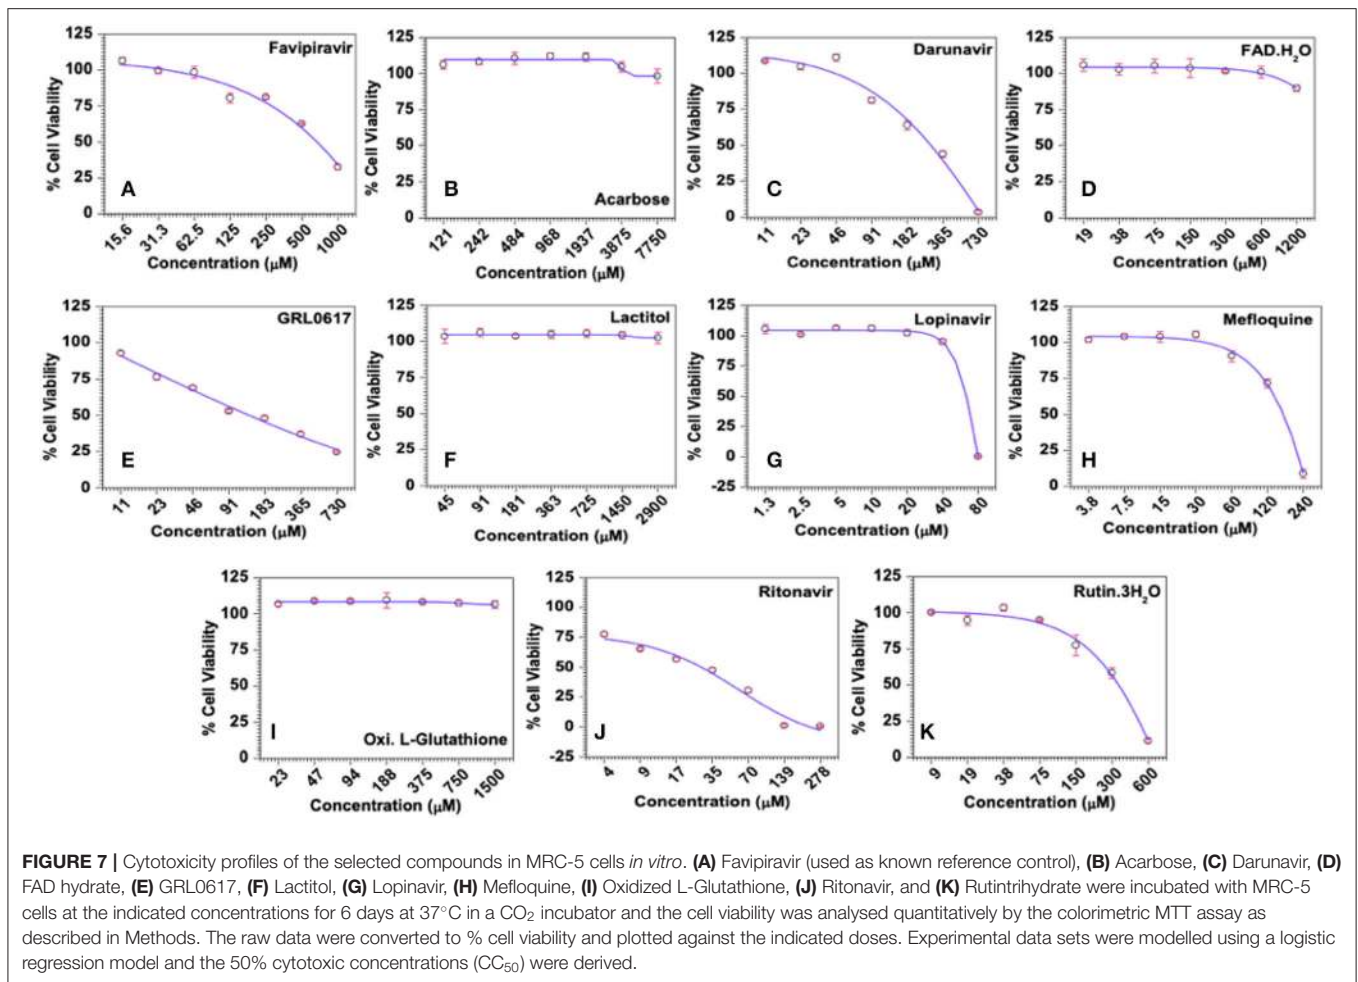 Favipiravir
% Cell Viability
125
100
75
50
25
0
A
15.6 31.3 62.5 125 250 500 1000
Concentration (µM)
% Cell Viability
125
100
75
50
25
0
B
Acarbose
121 242 484 968 1937 3875 7750
Concentration (µM)
Darunavir
% Cell Viability
125
100
75
50
25
0
C
11 23 46 91 182 365 730
Concentration (µM)
FAD.H₂O
% Cell Viability
125
100
75
50
25
0
D
19 38 75 150 300 600 1200
Concentration (µM)
GRL0617
% Cell Viability
125
100
75
50
25
0
E
11 23 46 91 183 365 730
Concentration (µM)
Lactitol
% Cell Viability
125
100
75
50
25
0
F
45 91 181 363 725 1450 2900
Concentration (µM)
Lopinavir
% Cell Viability
100
75
50
25
0
-25
G
1.3 2.5 5 10 20 40 80
Concentration (µM)
125
Mefloquine
% Cell Viability
125
100
75
50
25
0
H
3.8 7.5 15 30 60 120 240
Concentration (µM)
% Cell Viability
125
100
75
50
25
0
I
Oxi. L-Glutathione
23 47 94 188 375 750 1500
Concentration (µM)
Ritonavir
% Cell Viability
125
100
75
50
25
0
-25
J
4 9 17 35 70 139 278
Concentration (µM)
Rutin.3H₂O
% Cell Viability
125
100
75
50
25
0
K
9 19 38 75 150 300 600
Concentration (µM)
FIGURE 7 | Cytotoxicity profiles of the selected compounds in MRC-5 cells in vitro. (A) Favipiravir (used as known reference control), (B) Acarbose, (C) Darunavir, (D)
FAD hydrate, (E) GRL0617, (F) Lactitol, (G) Lopinavir, (H) Mefloquine, (I) Oxidized L-Glutathione, (J) Ritonavir, and (K) Rutintrihydrate were incubated with MRC-5
cells at the indicated concentrations for 6 days at 37°C in a CO₂ incubator and the cell viability was analysed quantitatively by the colorimetric MTT assay as
described in Methods. The raw data were converted to % cell viability and plotted against the indicated doses. Experimental data sets were modelled using a logistic
regression model and the 50% cytotoxic concentrations (CC₅₀) were derived.